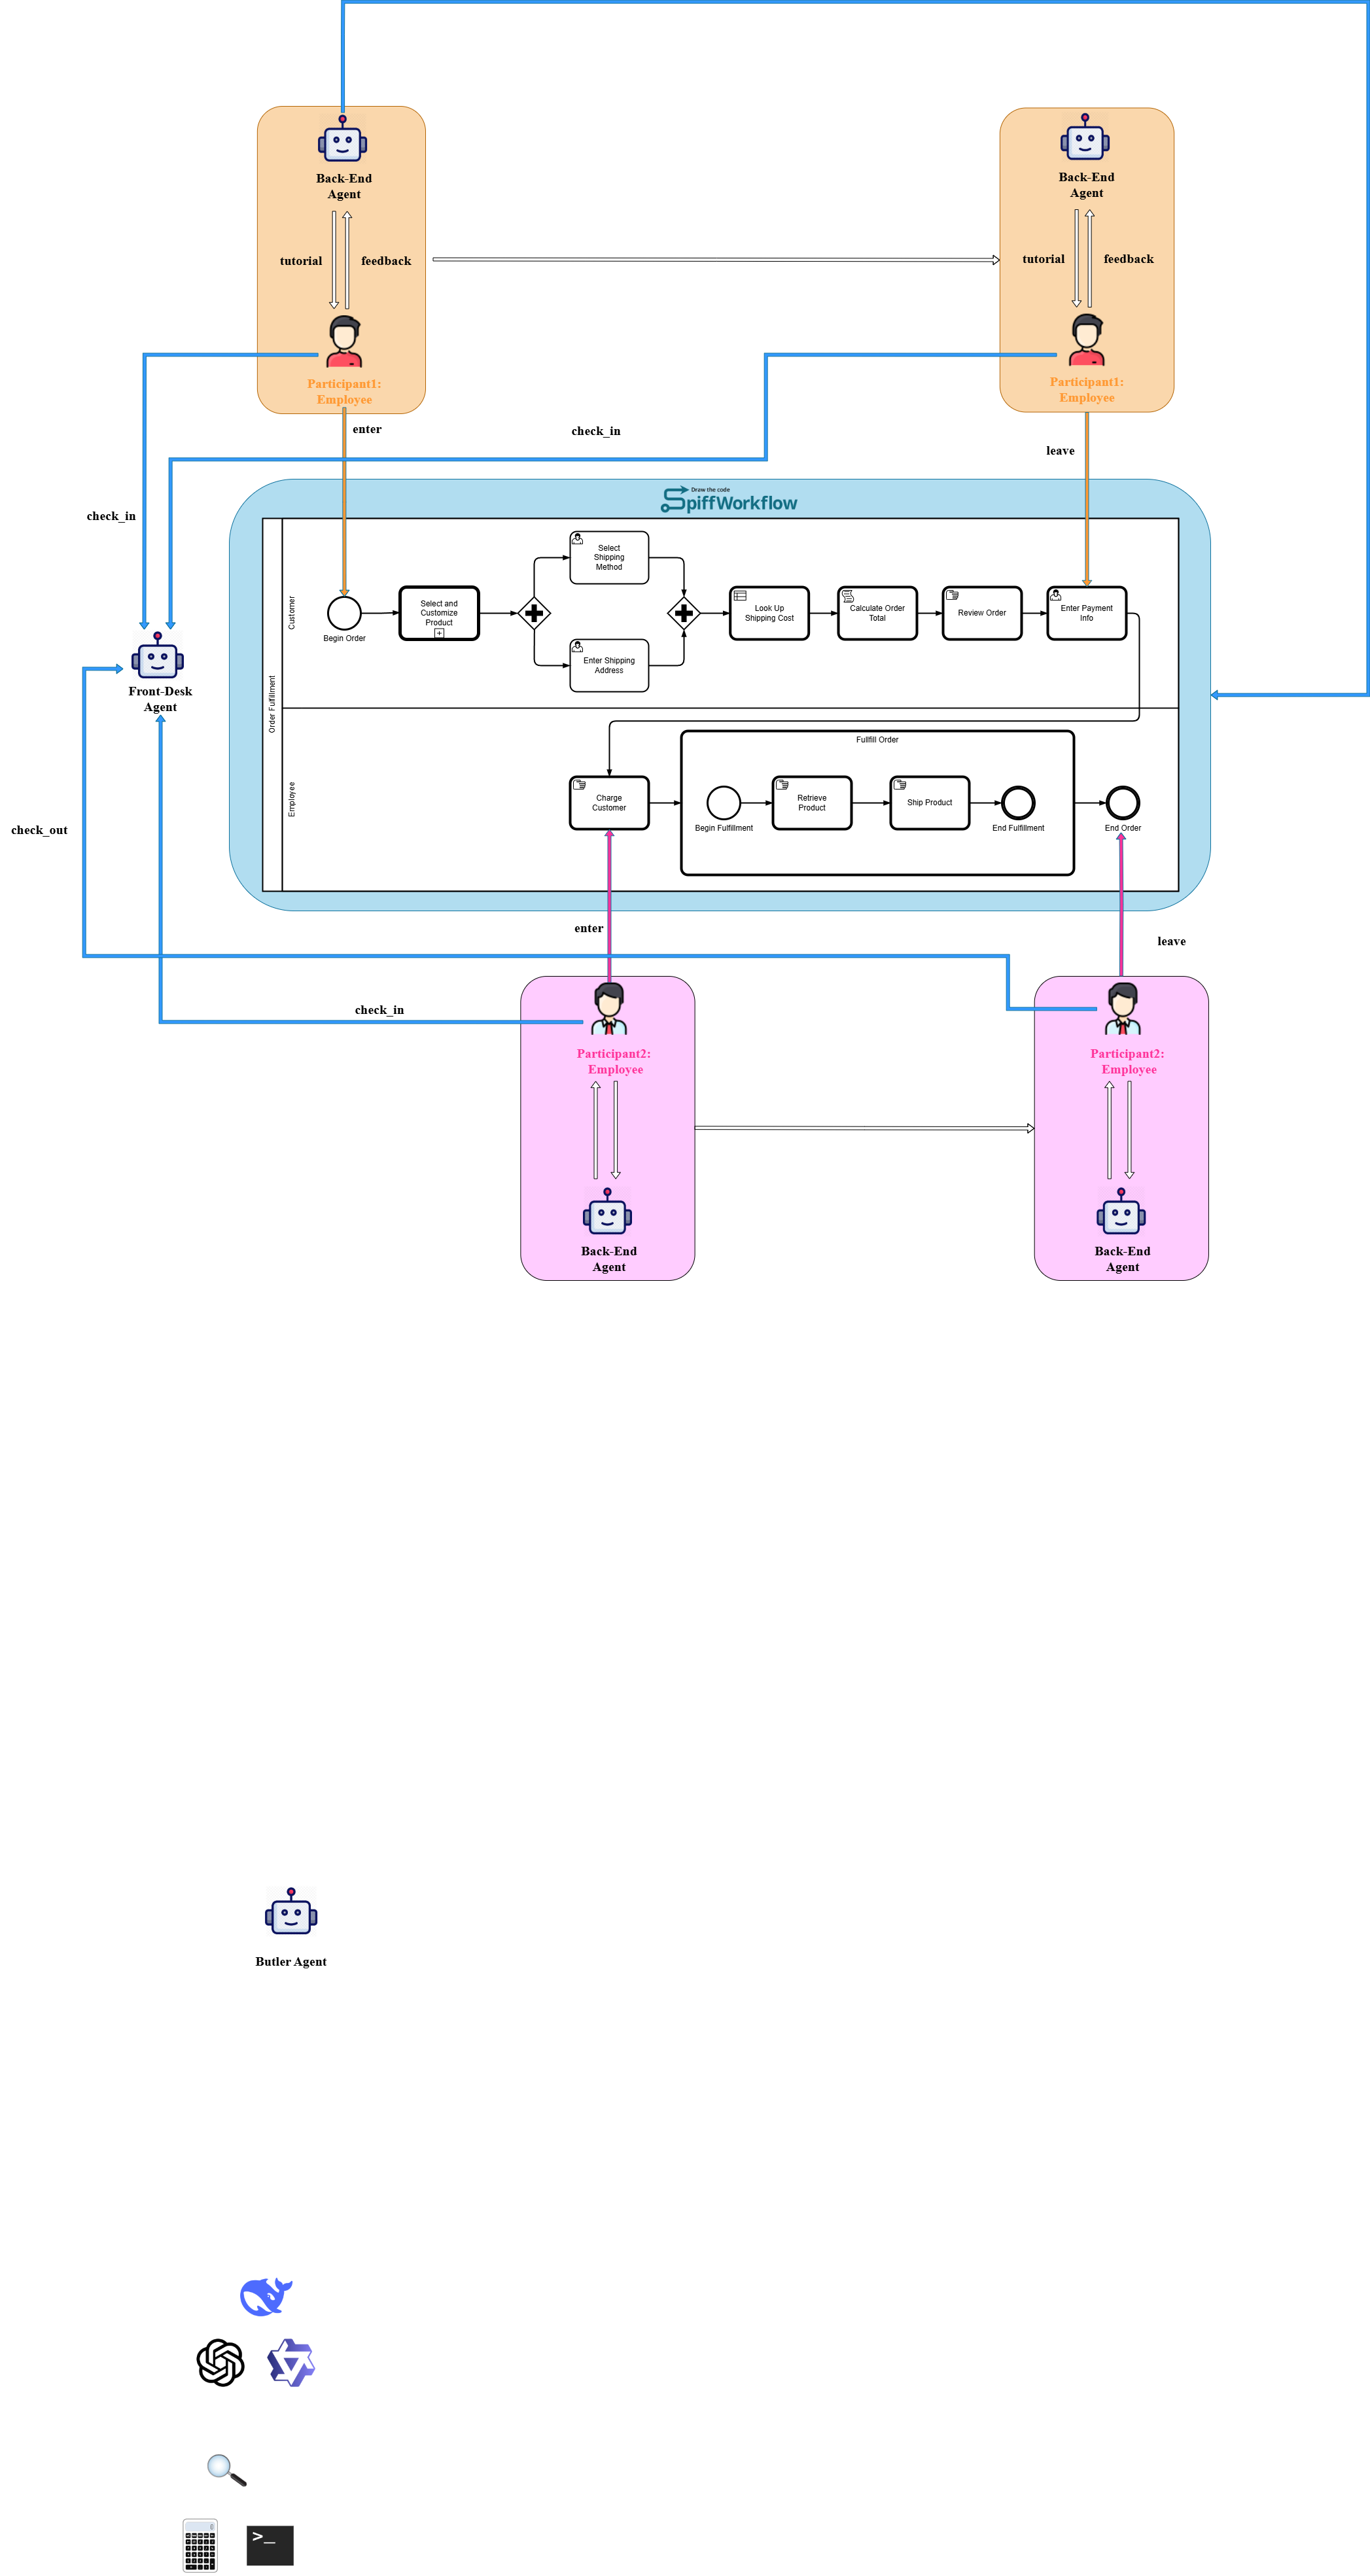 Back-End
Agent
tutorial
feedback
Participant1:
Employee
Back-End
Agent
tutorial
feedback
Participant1:
Employee
enter
check_in
leave
check_in
Draw the code
SpiffWorkflow
Order Fulfillment
Customer
Begin Order
Select and
Customize
Product
Select
Shipping
Method
Enter Shipping
Address
Look Up
Shipping Cost
Calculate Order
Total
Review Order
Enter Payment
Info
Front-Desk
Agent
Employee
Charge
Customer
Fullfill Order
Begin Fulfillment
Retrieve
Product
Ship Product
End Fulfillment
End Order
check_out
enter
leave
check_in
Participant2:
Employee
Back-End
Agent
Participant2:
Employee
Back-End
Agent
Butler Agent
>_